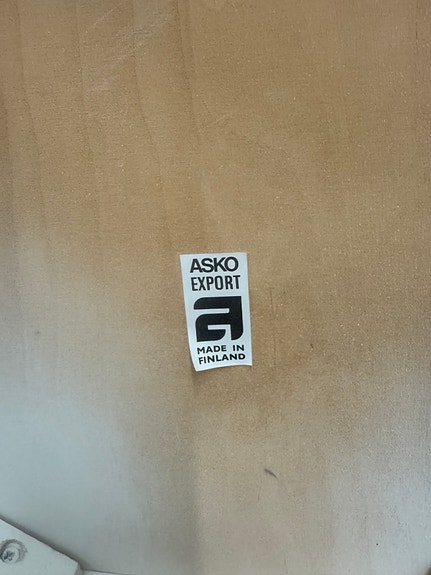 ASKO
EXPORT
a
MADE IN
FINLAND